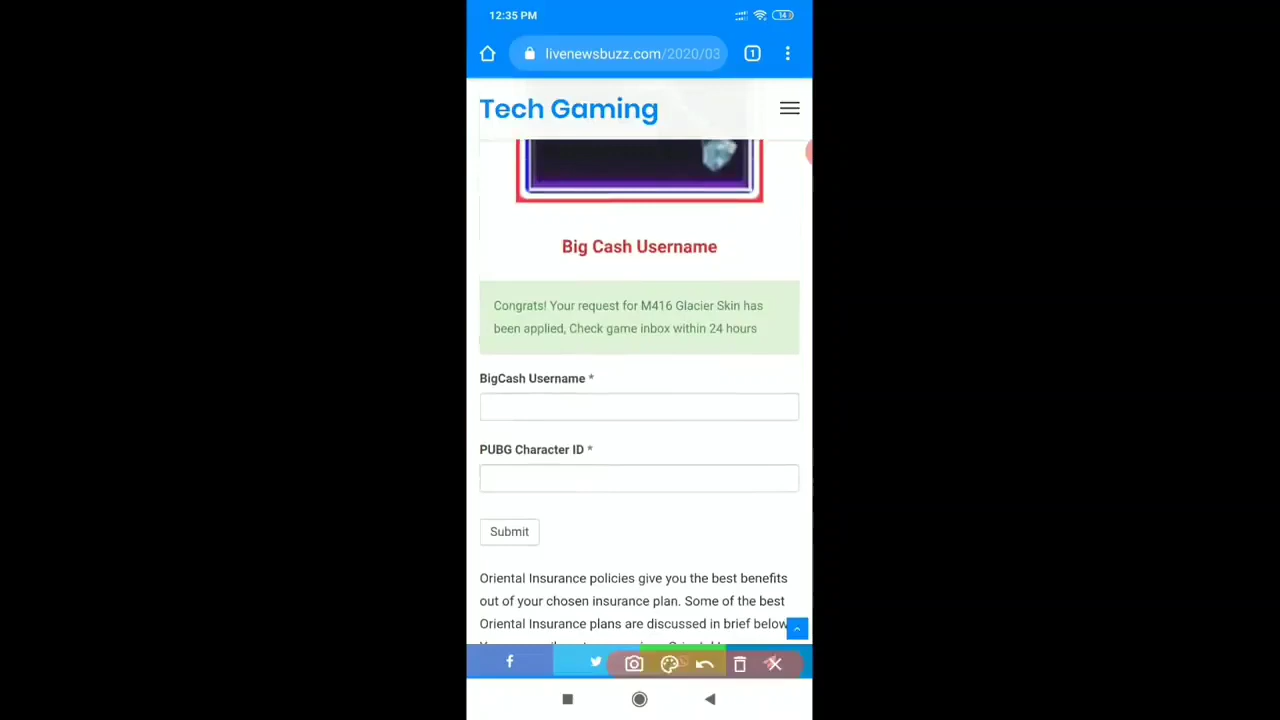 12:35 PM
14
livenewsbuzz.com/2020/03
1
Tech Gaming
Big Cash Username
Congrats! Your request for M416 Glacier Skin has
been applied, Check game inbox within 24 hours
BigCash Username *
PUBG Character ID *
Submit
Oriental Insurance policies give you the best benefits
out of your chosen insurance plan. Some of the best
Oriental Insurance plans are discussed in brief below